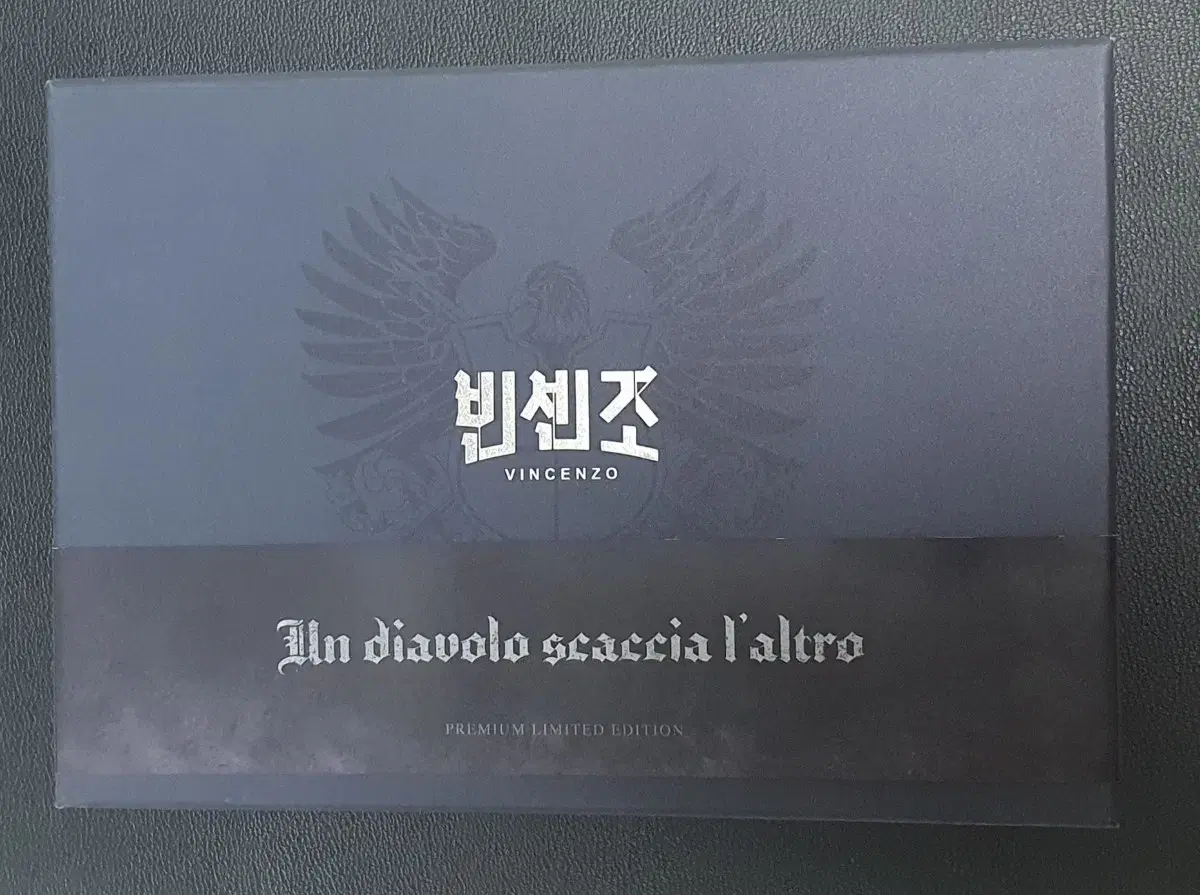 빈센조
VINCENZO
Un diavolo scaccia l'altro
PREMIUM LIMITED EDITION